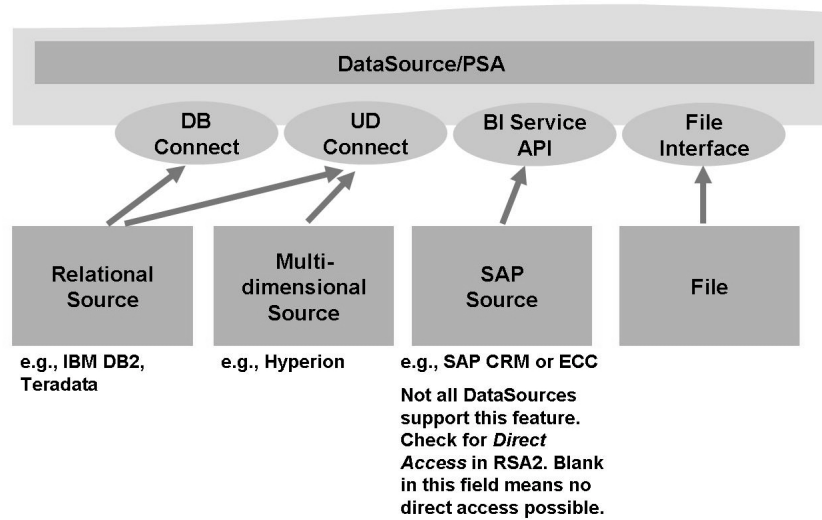 DataSource/PSA
DB
Connect
UD
Connect
BI Service
API
File
Interface
Relational
Source
Multi-
dimensional
Source
SAP
Source
File
e.g., IBM DB2,
Teradata
e.g., Hyperion
e.g., SAP CRM or ECC
Not all DataSources
support this feature.
Check for Direct
Access in RSA2. Blank
in this field means no
direct access possible.